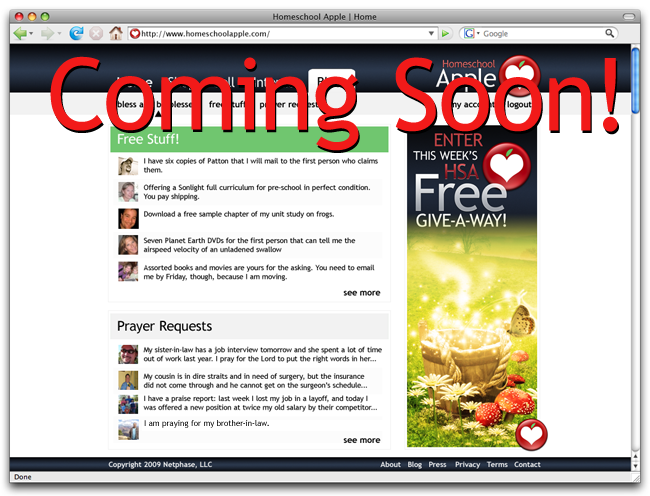 Homeschool Apple | Home
http://www.homeschoolapple.com/
Google
Coming Soon!
Homeschool
Apple
bless
free
my account logout
Free Stuff!
I have six copies of Patton that I will mail to the first person who claims
them.
Offering a Sonlight full curriculum for pre-school in perfect condition.
You pay shipping.
Download a free sample chapter of my unit study on frogs.
Seven Planet Earth DVDs for the first person that can tell me the
airspeed velocity of an unladened swallow
Assorted books and movies are yours for the asking. You need to email
me by Friday, though, because I am moving.
see more
ENTER
THIS WEEK'S
HSA
Free
GIVE-A-WAY!
Prayer Requests
My sister-in-law has a job interview tomorrow and she spent a lot of time
out of work last year. I pray for the Lord to put the right words in her...
My cousin is in dire straits and in need of surgery, but the insurance
did not come through and he cannot get on the surgeon's schedule...
I have a praise report: last week I lost my job in a layoff, and today I
was offered a new position at twice my old salary by their competitor...
I am praying for my brother-in-law.
see more
Copyright 2009 Netphase, LLC
About Blog Press Privacy Terms Contact
Done